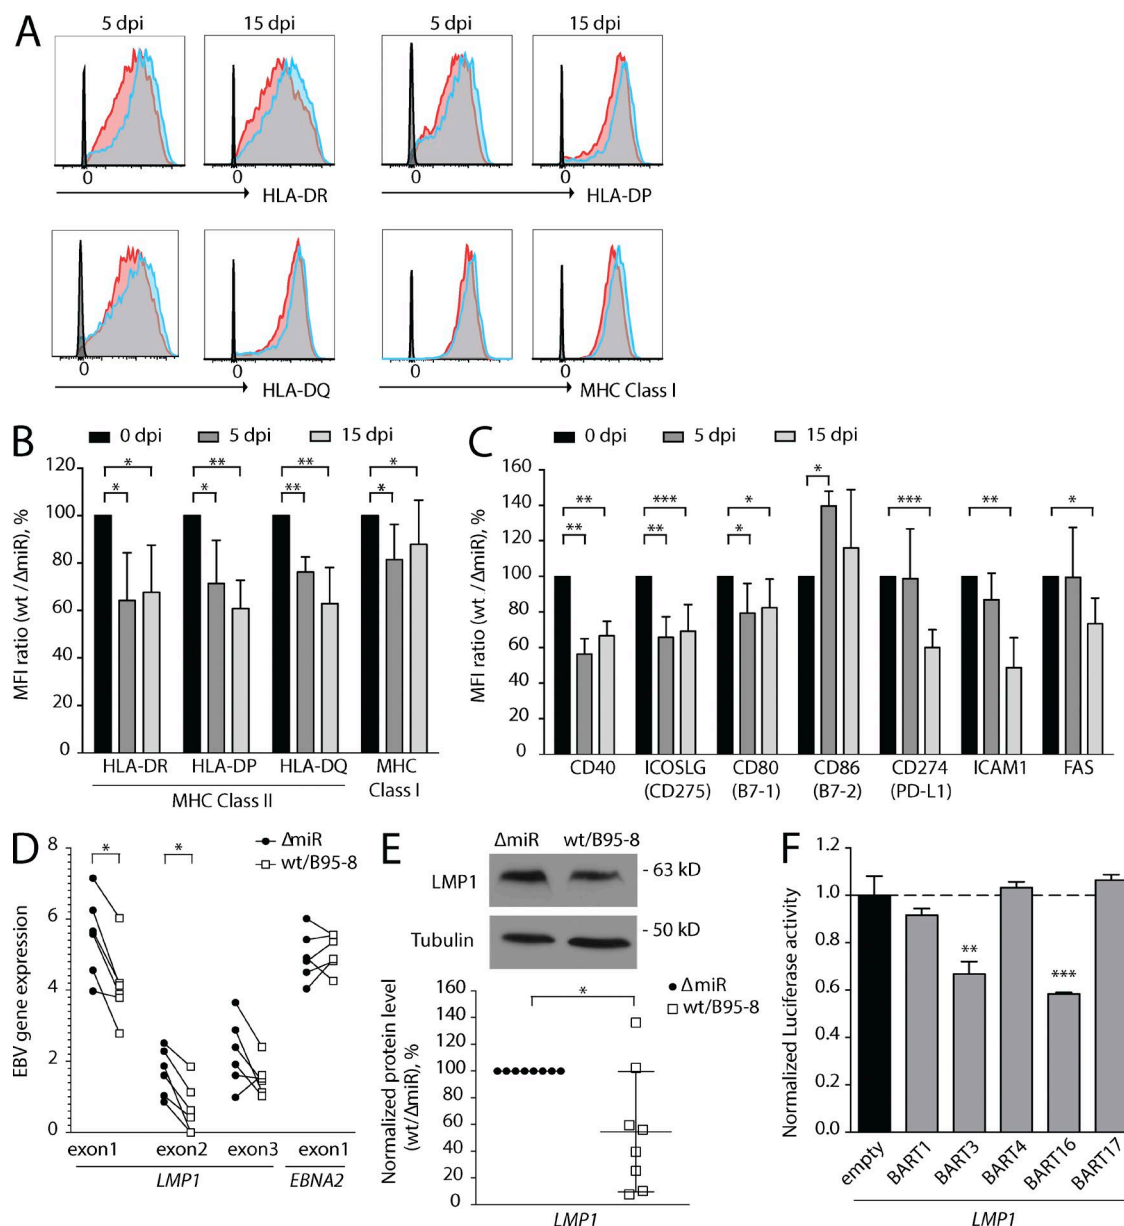 A
5 dpi 15 dpi 5 dpi 15 dpi
0 0 0 0
HLA-DR HLA-DP
0 0 0 0
HLA-DQ MHC Class I
B
0 dpi 5 dpi 15 dpi
MFI ratio (wt /ΔmiR), %
120
100
80
60
40
20
0
* ** ** *
* * ** *
HLA-DR HLA-DP HLA-DQ MHC
Class I
MHC Class II
C
0 dpi 5 dpi 15 dpi
MFI ratio (wt /ΔmiR), %
160
140
120
100
80
60
40
20
0
*
** *** * *** ** *
** ** *
CD40 ICOSLG CD80 CD86 CD274 ICAM1 FAS
(CD275) (B7-1) (B7-2) (PD-L1)
D
ΔmiR
wt/B95-8
* *
EBV gene expression
8
6
4
2
0
exon1 exon2 exon3 exon1
LMP1 EBNA2
E
ΔmiR wt/B95-8
LMP1 - 63 kD
Tubulin - 50 kD
ΔmiR
wt/B95-8
*
Normalized protein level
(wt/ΔmiR), %
160
140
120
100
80
60
40
20
0
LMP1
F
Normalized Luciferase activity
1.2
1.0
0.8
0.6
0.4
0.2
0.0
** ***
empty BART1 BART3 BART4 BART16 BART17
LMP1